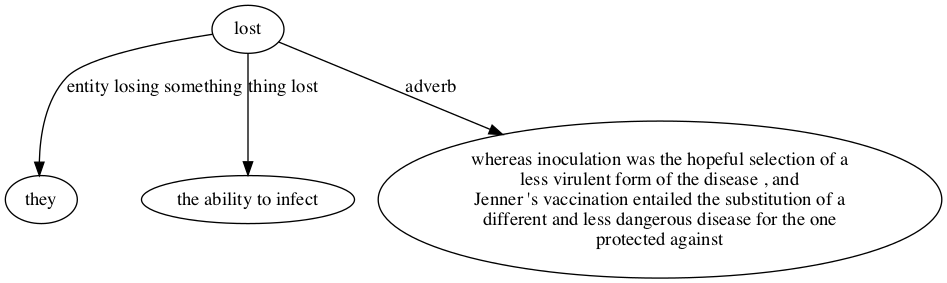 lost
entity losing something
thing lost
adverb
they
the ability to infect
whereas inoculation was the hopeful selection of a
less virulent form of the disease , and
Jenner 's vaccination entailed the substitution of a
different and less dangerous disease for the one
protected against